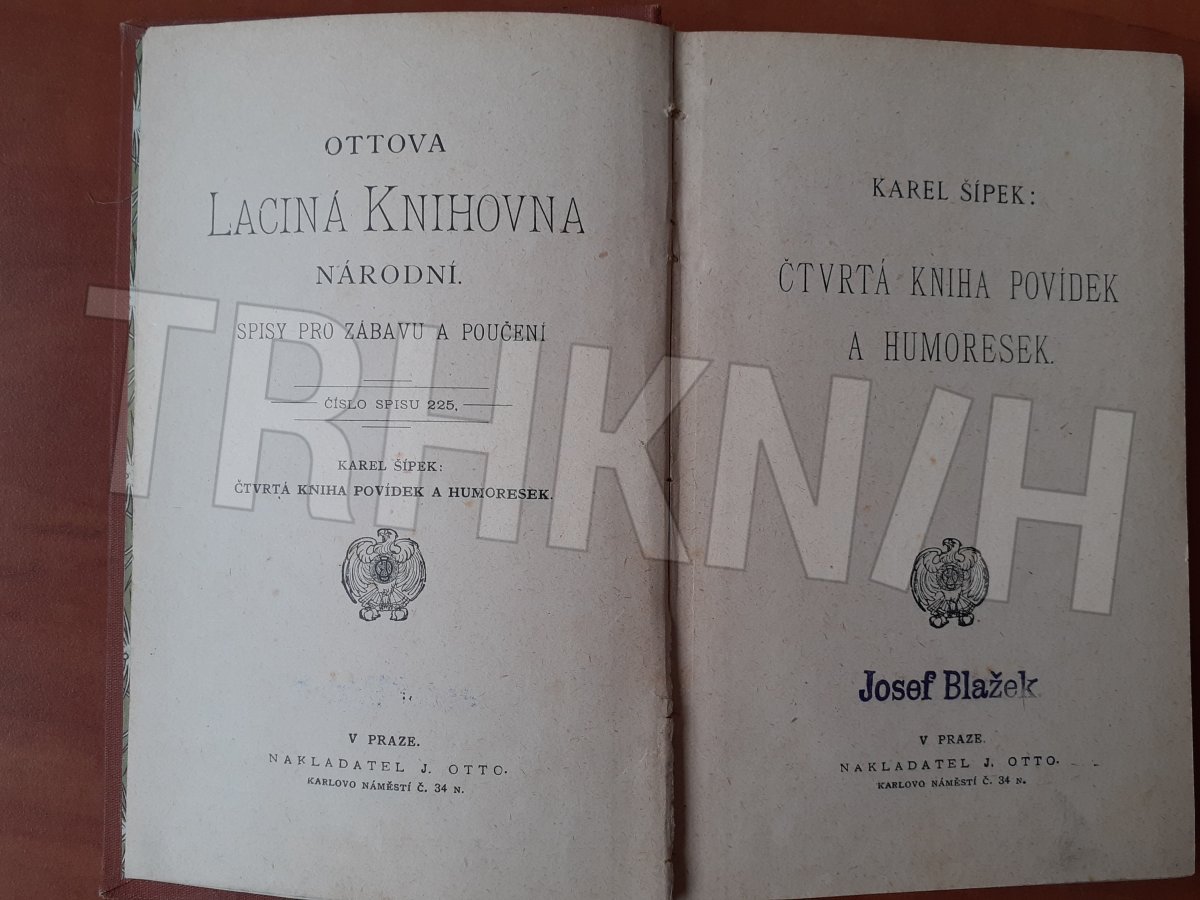 OTTOVA
LACINÁ KNIHOVNA
NÁRODNÍ.
SPISY PRO ZÁBAVU A POUČENÍ
ČÍSLO SPISU 225.
KAREL ŠÍPEK:
ČTVRTÁ KNIHA POVÍDEK A HUMORESEK.
V PRAZE.
NAKLADATEL J. OTTO.
KARLOVO NÁMĚSTÍ Č. 34 N.
KAREL ŠÍPEK:
ČTVRTÁ KNIHA POVÍDEK
A HUMORESEK.
Josef Blažek
V PRAZE.
NAKLADATEL J. OTTO.
KARLOVO NÁMĚSTÍ Č. 34 N.
TRHKN/H